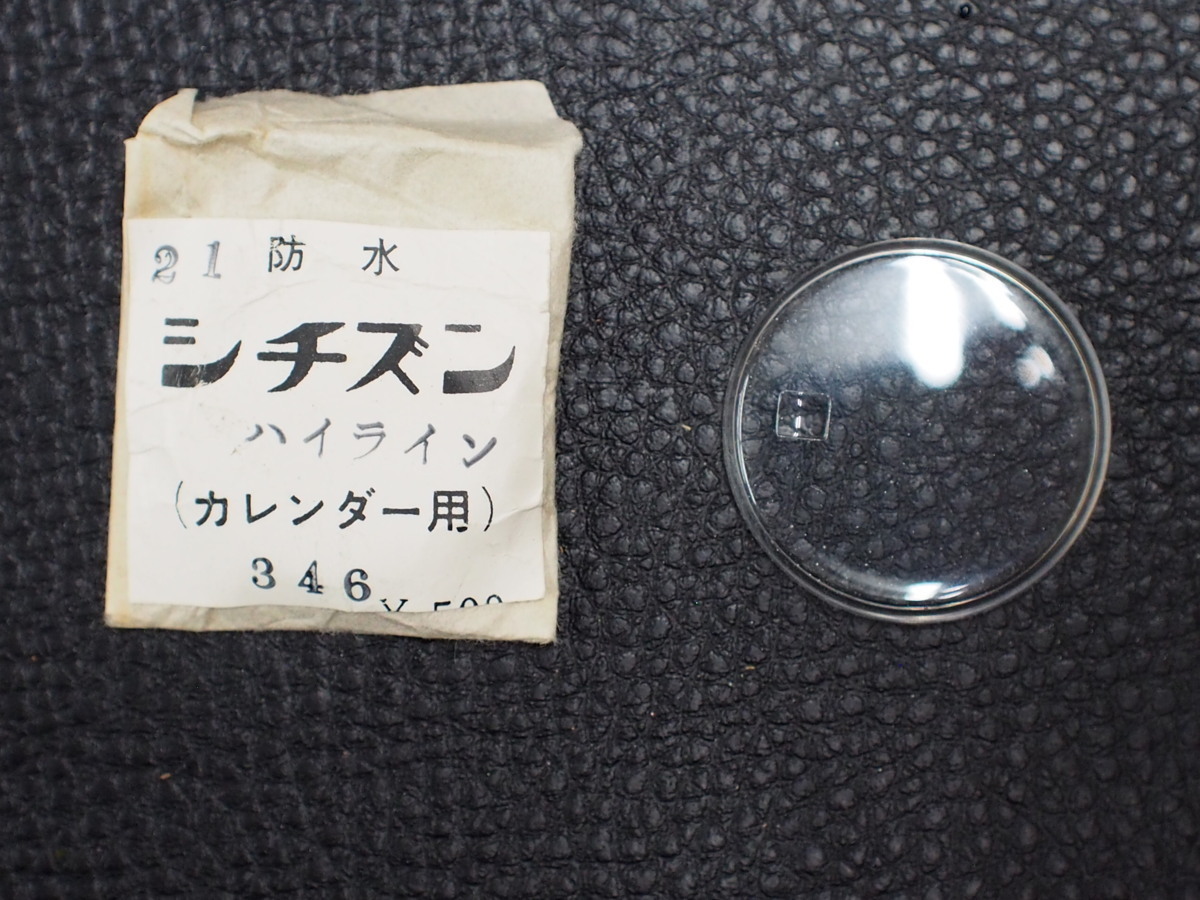 21 防水
シチズン
ハイライン
(カレンダー用)
346